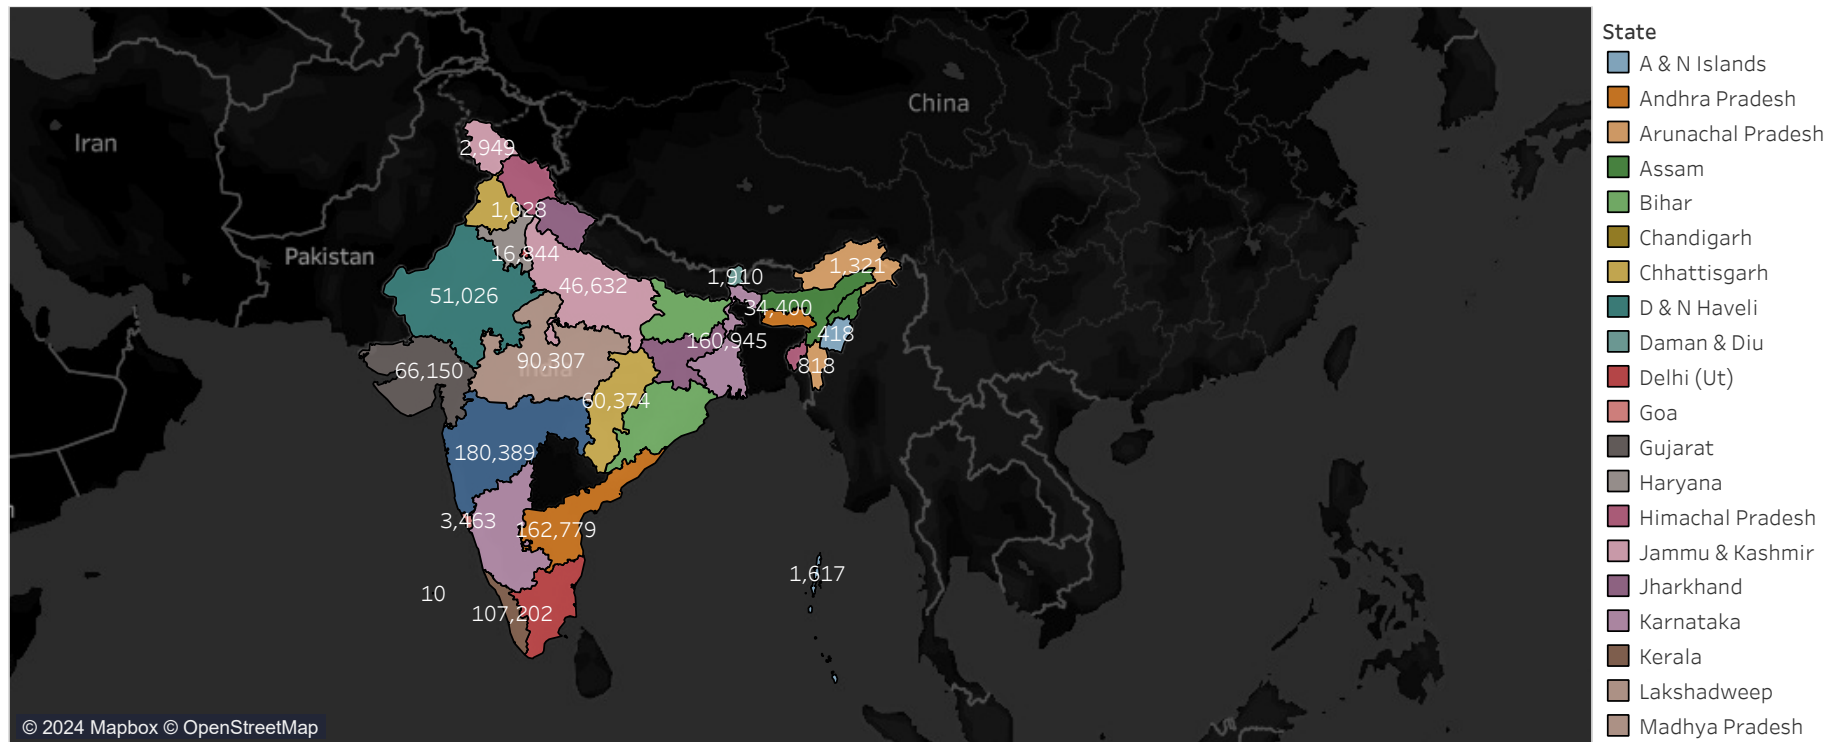 China
Iran
2,949
1,028
Pakistan
16,844
1,321
1,910
46,632
51,026
34,400
418
160,945
90,307
818
66,150
60,374
180,389
3,463
162,779
1,617
10
107,202
© 2024 Mapbox © OpenStreetMap
State
A & N Islands
Andhra Pradesh
Arunachal Pradesh
Assam
Bihar
Chandigarh
Chhattisgarh
D & N Haveli
Daman & Diu
Delhi (Ut)
Goa
Gujarat
Haryana
Himachal Pradesh
Jammu & Kashmir
Jharkhand
Karnataka
Kerala
Lakshadweep
Madhya Pradesh